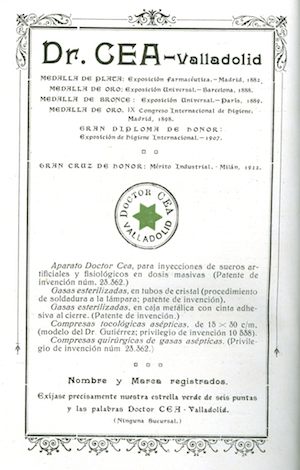 Dr. CEA-Valladolid
MEDALLA DE PLATA: Exposición Farmacéutica.-Madrid, 1882.
MEDALLA DE ORO: Exposición Universal.-Barcelona, 1888.
MEDALLA DE BRONCE: Exposición Universal.-París, 1889.
MEDALLA DE ORO. IX Congreso Internacional de Higiene.
Madrid, 1898.
GRAN DIPLOMA DE HONOR:
Exposición de Higiene Internacional.-1907.
GRAN CRUZ DE HONOR: Mérito Industrial.-Milán, 1922.
DOCTOR CEA
VALLADOLID
Aparato Doctor Cea, para inyecciones de sueros ar-
tificiales y fisiológicos en dosis masivas (Patente de
invención núm. 23.562.)
Gasas esterilizadas, en tubos de cristal (procedimiento
de soldadura a la lámpara; patente de invención).
Gasas esterilizadas, en caja metálica con cinta adhe-
siva al cierre. (Patente de invención.)
Compresas tocológicas asépticas. de 15 × 30 c/m.
(modelo del Dr. Gutiérrez; privilegio de invención 10 558).
Compresas quirúrgicas de gasas asépticas. (Privile-
gio de invención núm 23.562.)
Nombre y Marca registrados.
Exíjase precisamente nuestra estrella verde de seis puntas
y las palabras Doctor CEA-Valladolid.
(Ninguna Sucursal.)